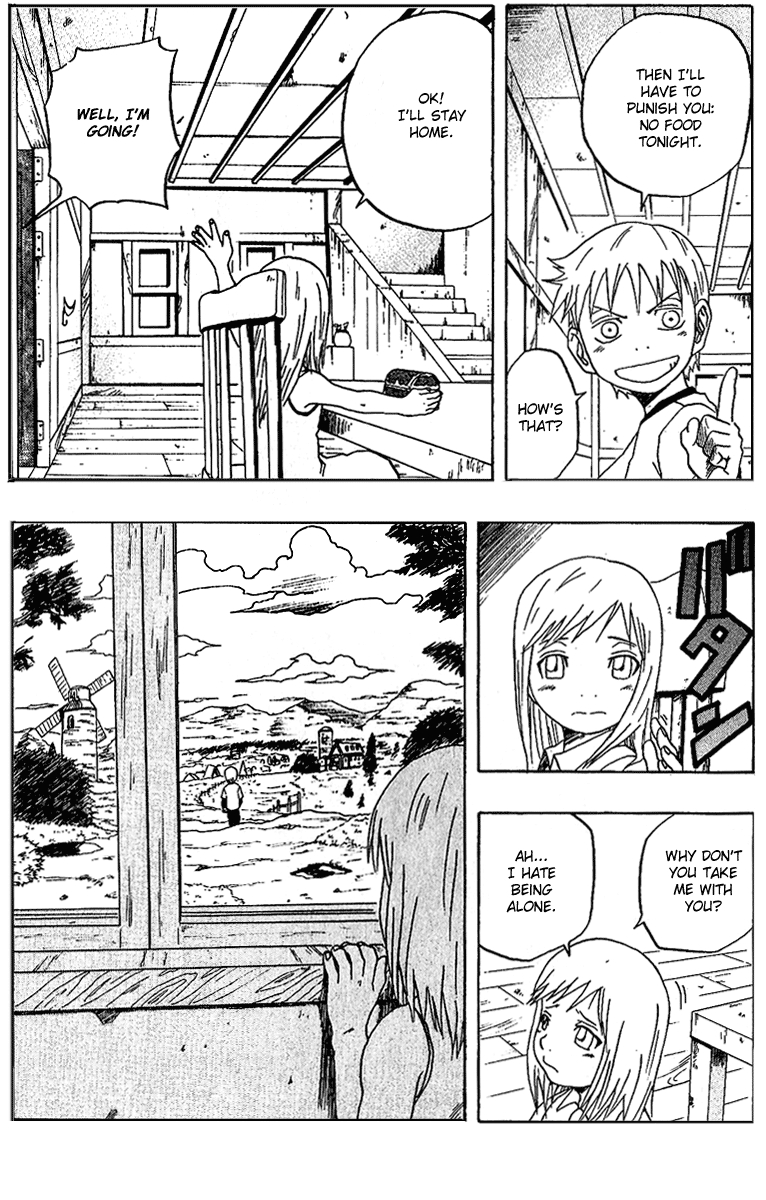 THEN I'LL
HAVE TO
PUNISH YOU:
NO FOOD
TONIGHT.
HOW'S
THAT?
OK!
I'LL STAY
HOME.
WELL, I'M
GOING!
バタン
WHY DON'T
YOU TAKE
ME WITH
YOU?
AH...
I HATE
BEING
ALONE.